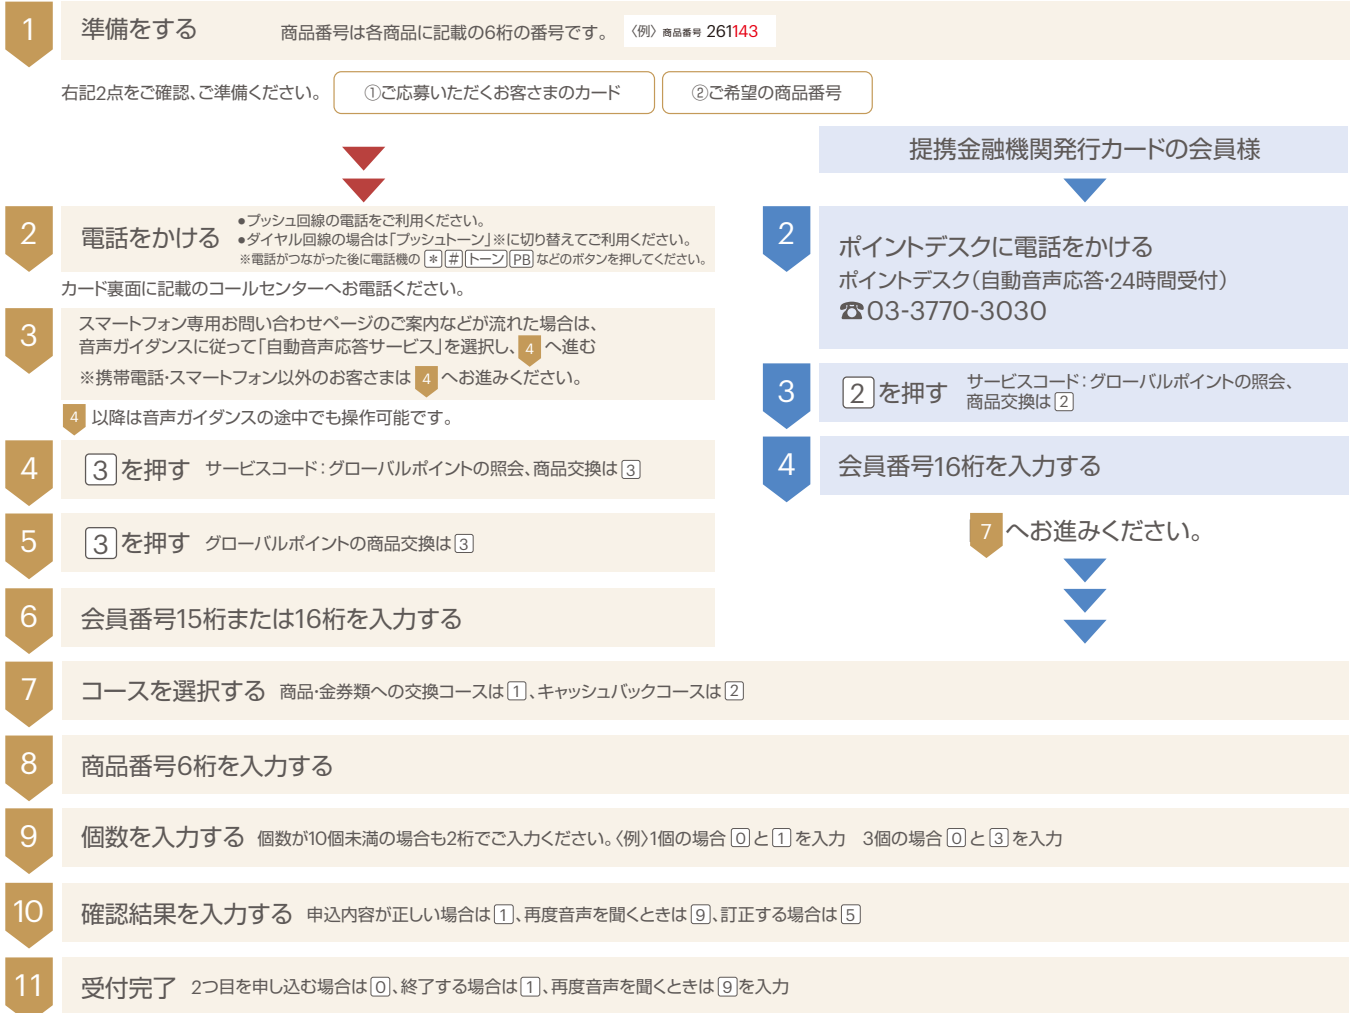 1 準備をする 商品番号は各商品に記載の6桁の番号です。 〈例〉 商品番号 261143
右記2点をご確認、ご準備ください。 ①ご応募いただくお客さまのカード ②ご希望の商品番号
2 電話をかける
●プッシュ回線の電話をご利用ください。
●ダイヤル回線の場合は「プッシュトーン」※に切り替えてご利用ください。
※電話がつながった後に電話機の * # トーン PB などのボタンを押してください。
カード裏面に記載のコールセンターへお電話ください。
3 スマートフォン専用お問い合わせページのご案内などが流れた場合は、
音声ガイダンスに従って「自動音声応答サービス」を選択し、 4 へ進む
※携帯電話・スマートフォン以外のお客さまは 4 へお進みください。
4 以降は音声ガイダンスの途中でも操作可能です。
4 3 を押す サービスコード：グローバルポイントの照会、商品交換は 3
5 3 を押す グローバルポイントの商品交換は 3
6 会員番号15桁または16桁を入力する
提携金融機関発行カードの会員様
2 ポイントデスクに電話をかける
ポイントデスク（自動音声応答・24時間受付）
☎03-3770-3030
3 2 を押す サービスコード：グローバルポイントの照会、
商品交換は 2
4 会員番号16桁を入力する
7 へお進みください。
7 コースを選択する 商品・金券類への交換コースは 1 、キャッシュバックコースは 2
8 商品番号6桁を入力する
9 個数を入力する 個数が10個未満の場合も2桁でご入力ください。〈例〉1個の場合 0 と 1 を入力 3個の場合 0 と 3 を入力
10 確認結果を入力する 申込内容が正しい場合は 1 、再度音声を聞くときは 9 、訂正する場合は 5
11 受付完了 2つ目を申し込む場合は 0 、終了する場合は 1 、再度音声を聞くときは 9 を入力